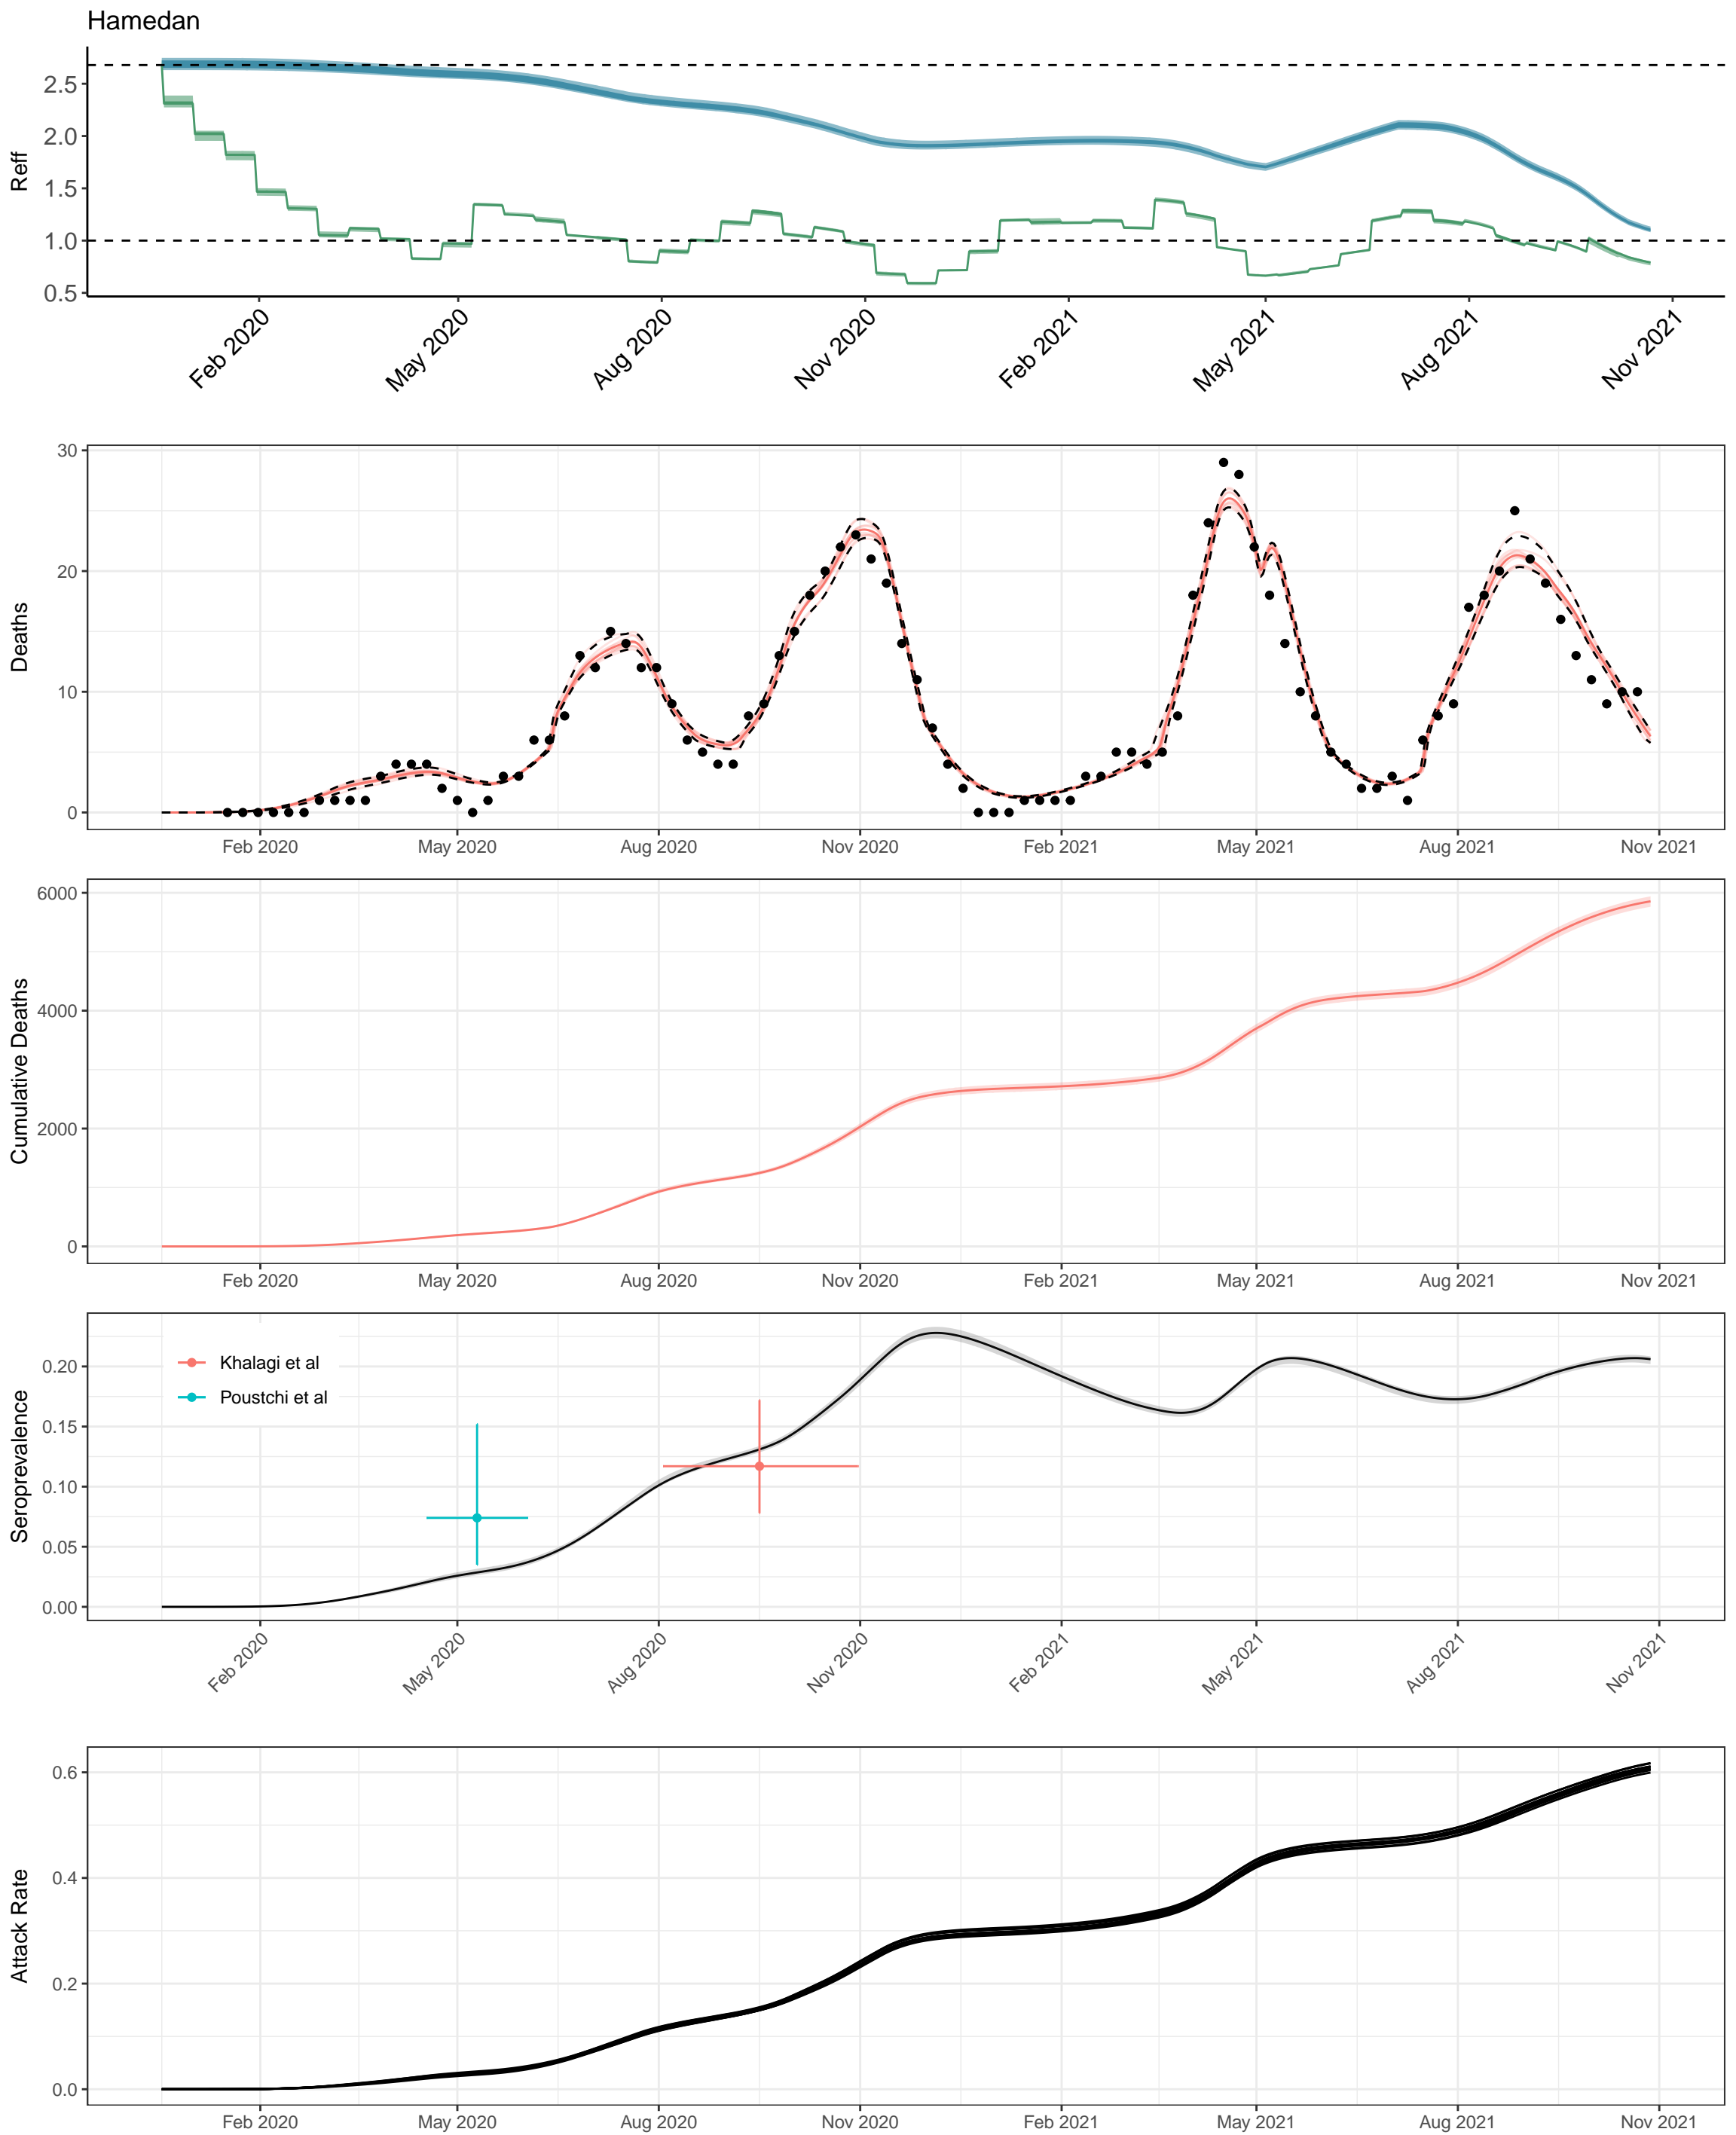 Hamedan
Reff
2.5
2.0
1.5
1.0
0.5
Feb 2020
May 2020
Aug 2020
Nov 2020
Feb 2021
May 2021
Aug 2021
Nov 2021
Deaths
30
20
10
0
Feb 2020
May 2020
Aug 2020
Nov 2020
Feb 2021
May 2021
Aug 2021
Nov 2021
Cumulative Deaths
6000
4000
2000
0
Feb 2020
May 2020
Aug 2020
Nov 2020
Feb 2021
May 2021
Aug 2021
Nov 2021
Seroprevalence
0.20
0.15
0.10
0.05
0.00
Khalagi et al
Poustchi et al
Feb 2020
May 2020
Aug 2020
Nov 2020
Feb 2021
May 2021
Aug 2021
Nov 2021
Attack Rate
0.6
0.4
0.2
0.0
Feb 2020
May 2020
Aug 2020
Nov 2020
Feb 2021
May 2021
Aug 2021
Nov 2021